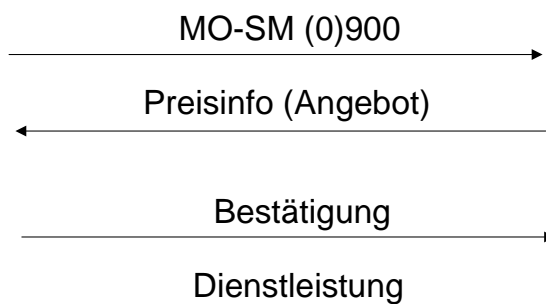 MO-SM (0)900
Preisinfo (Angebot)
Bestätigung
Dienstleistung